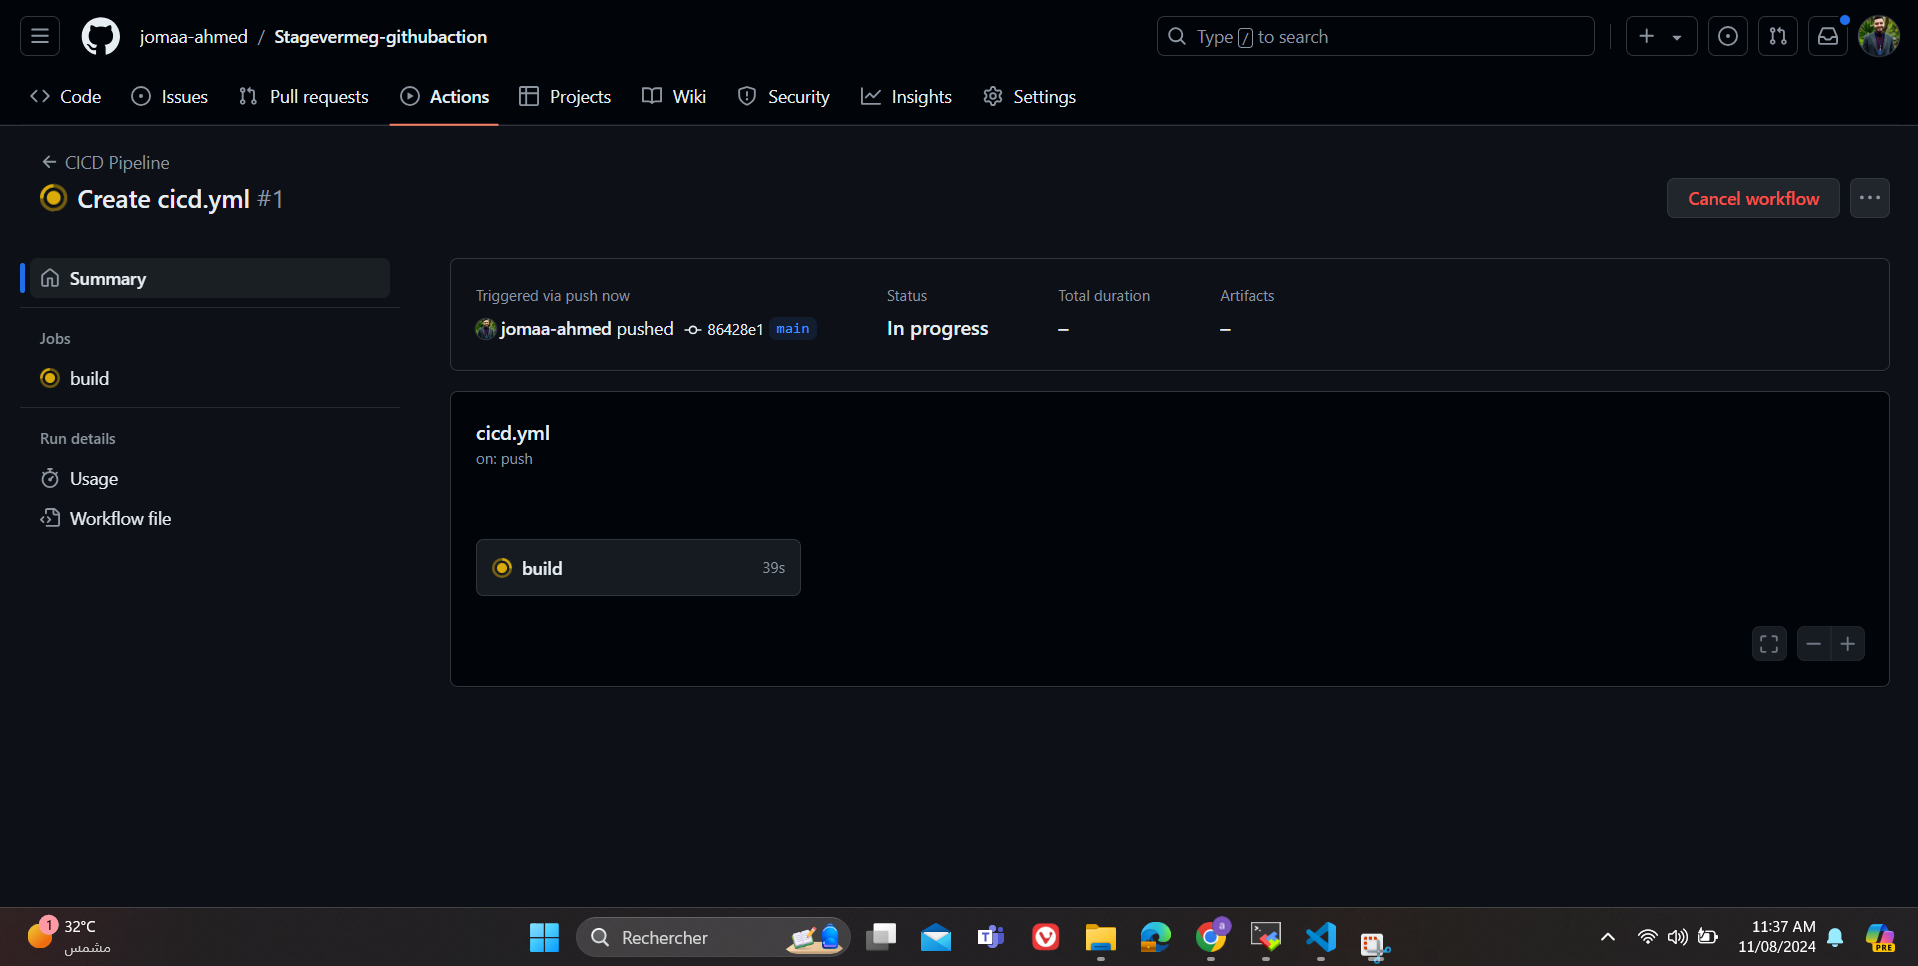 jomaa-ahmed / Stagevermeg-githubaction
Type / to search
Code Issues Pull requests Actions Projects Wiki Security Insights Settings
CICD Pipeline
Create cicd.yml #1
Cancel workflow
Summary
Jobs
build
Run details
Usage
Workflow file
Triggered via push now
jomaa-ahmed pushed 86428e1 main
Status
In progress
Total duration
–
Artifacts
–
cicd.yml
on: push
build 39s
1
32°C
مشمس
Rechercher
a
PRE
11:37 AM
11/08/2024